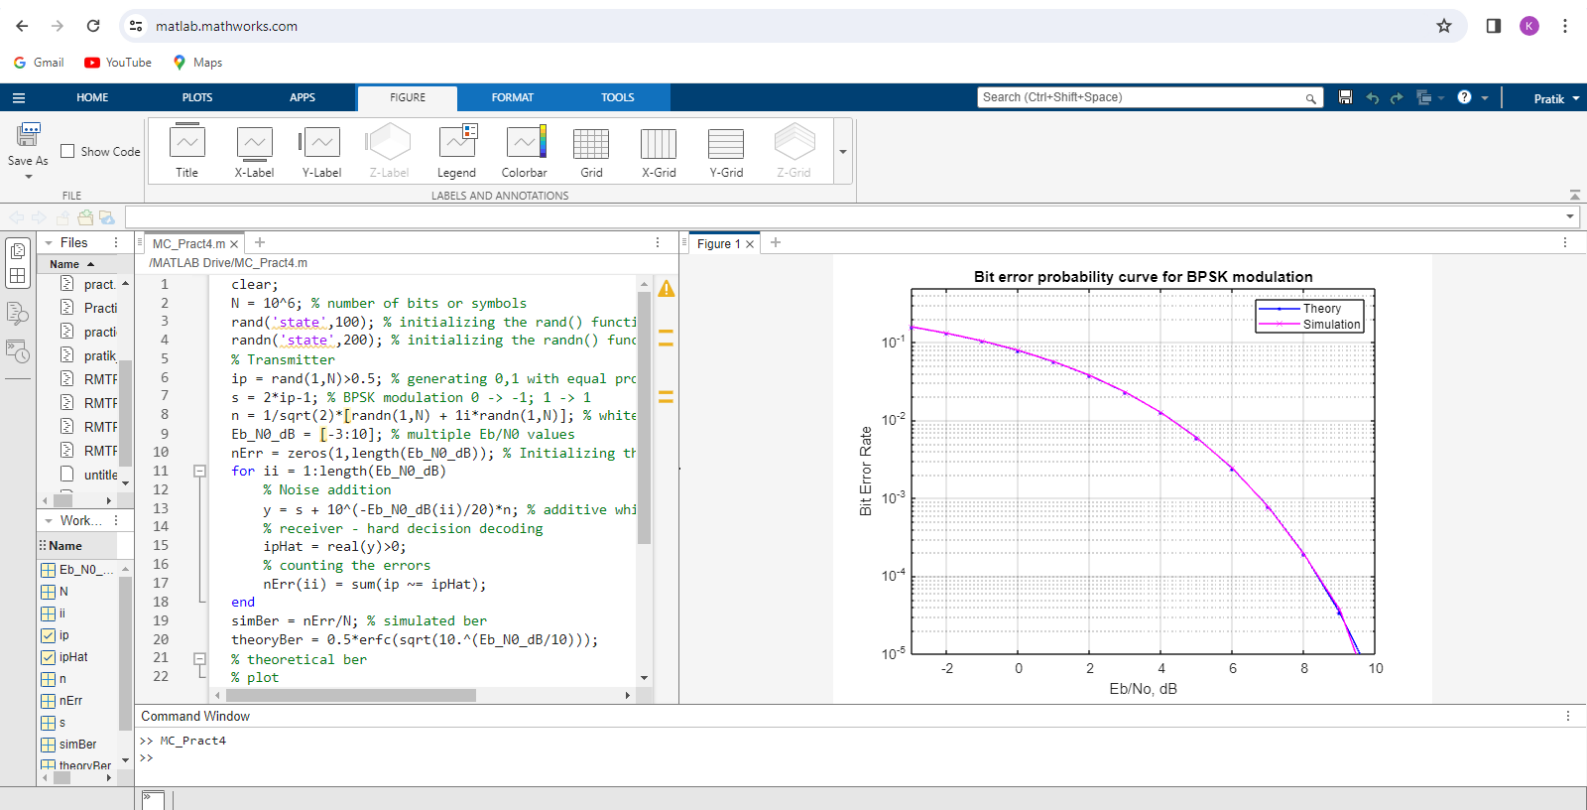 matlab.mathworks.com
K
Gmail
YouTube
Maps
HOME
PLOTS
APPS
FIGURE
FORMAT
TOOLS
Search (Ctrl+Shift+Space)
?
Pratik
Save As
Show Code
Title
X-Label
Y-Label
Z-Label
Legend
Colorbar
Grid
X-Grid
Y-Grid
Z-Grid
FILE
LABELS AND ANNOTATIONS
Files
Name
pract.
Practi
practi
pratik
RMTF
RMTF
RMTF
RMTF
untitle
Work...
Name
Eb_N0_...
N
ii
ip
ipHat
n
nErr
s
simBer
theoryBer
MC_Pract4.m ×
/MATLAB Drive/MC_Pract4.m
1 clear;
2 N = 10^6; % number of bits or symbols
3 rand('state',100); % initializing the rand() functi
4 randn('state',200); % initializing the randn() func
5 % Transmitter
6 ip = rand(1,N)>0.5; % generating 0,1 with equal pro
7 s = 2*ip-1; % BPSK modulation 0 -> -1; 1 -> 1
8 n = 1/sqrt(2)*[randn(1,N) + 1i*randn(1,N)]; % white
9 Eb_N0_dB = [-3:10]; % multiple Eb/N0 values
10 nErr = zeros(1,length(Eb_N0_dB)); % Initializing th
11 for ii = 1:length(Eb_N0_dB)
12 % Noise addition
13 y = s + 10^(-Eb_N0_dB(ii)/20)*n; % additive whi
14 % receiver - hard decision decoding
15 ipHat = real(y)>0;
16 % counting the errors
17 nErr(ii) = sum(ip ~= ipHat);
18 end
19 simBer = nErr/N; % simulated ber
20 theoryBer = 0.5*erfc(sqrt(10.^(Eb_N0_dB/10)));
21 % theoretical ber
22 % plot
Figure 1 ×
Bit error probability curve for BPSK modulation
Theory
Simulation
Bit Error Rate
10-1
10-2
10-3
10-4
10-5
-2 0 2 4 6 8 10
Eb/No, dB
Command Window
>> MC_Pract4
>>